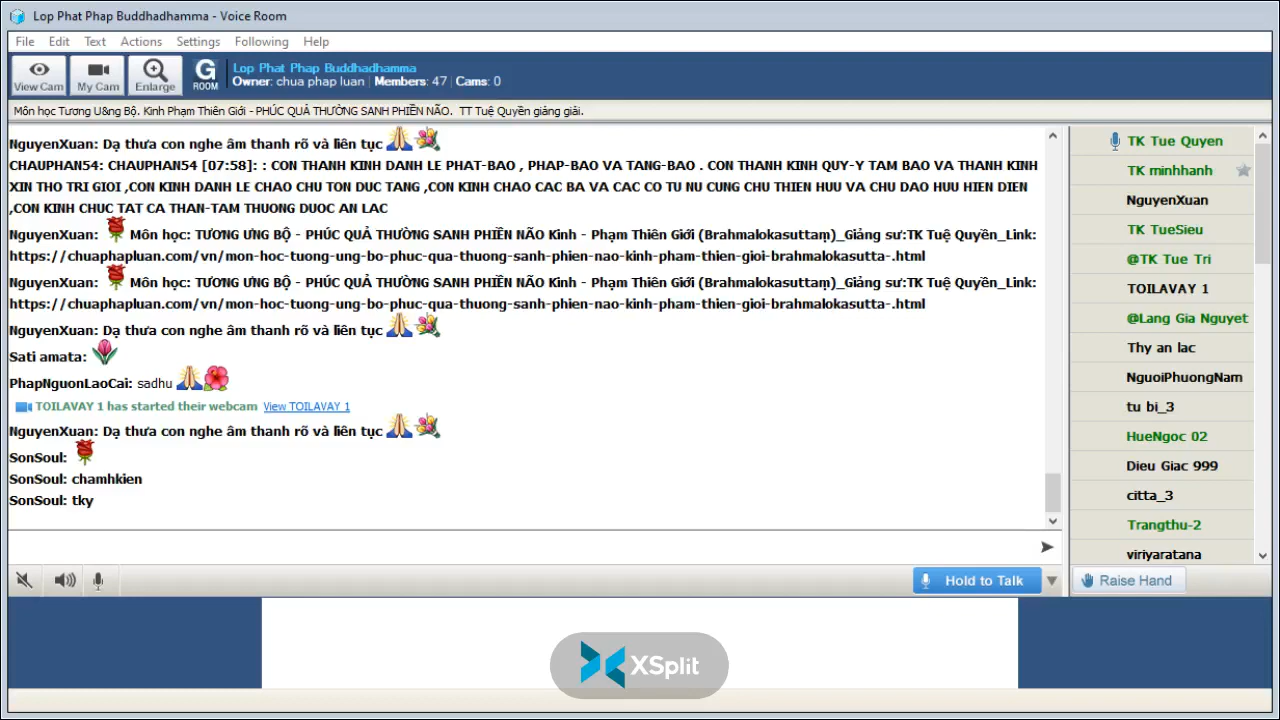 Lop Phat Phap Buddhadhamma - Voice Room
File Edit Text Actions Settings Following Help
View Cam My Cam Enlarge G ROOM
Lop Phat Phap Buddhadhamma
Owner: chua phap luan | Members: 47 | Cams: 0
Môn học Tương U&ng Bộ. Kinh Phạm Thiên Giới - PHÚC QUẢ THƯỜNG SANH PHIỀN NÃO. TT Tuệ Quyền giảng giải.
NguyenXuan: Dạ thưa con nghe âm thanh rõ và liên tục
CHAUPHAN54: CHAUPHAN54 [07:58]: : CON THANH KINH DANH LE PHAT-BAO , PHAP-BAO VA TANG-BAO . CON THANH KINH QUY-Y TAM BAO VA THANH KINH
XIN THO TRI GIOI ,CON KINH DANH LE CHAO CHU TON DUC TANG ,CON KINH CHAO CAC BA VA CAC CO TU NU CUNG CHU THIEN HUU VA CHU DAO HUU HIEN DIEN
,CON KINH CHUC TAT CA THAN-TAM THUONG DUOC AN LAC
NguyenXuan: Môn học: TƯƠNG ƯNG BỘ - PHÚC QUẢ THƯỜNG SANH PHIỀN NÃO Kinh - Phạm Thiên Giới (Brahmalokasuttaṃ)_Giảng sư:TK Tuệ Quyền_Link:
https://chuaphapluan.com/vn/mon-hoc-tuong-ung-bo-phuc-qua-thuong-sanh-phien-nao-kinh-pham-thien-gioi-brahmalokasutta-.html
NguyenXuan: Môn học: TƯƠNG ƯNG BỘ - PHÚC QUẢ THƯỜNG SANH PHIỀN NÃO Kinh - Phạm Thiên Giới (Brahmalokasuttaṃ)_Giảng sư:TK Tuệ Quyền_Link:
https://chuaphapluan.com/vn/mon-hoc-tuong-ung-bo-phuc-qua-thuong-sanh-phien-nao-kinh-pham-thien-gioi-brahmalokasutta-.html
NguyenXuan: Dạ thưa con nghe âm thanh rõ và liên tục
Sati amata:
PhapNguonLaoCai: sadhu
TOILAVAY 1 has started their webcam View TOILAVAY 1
NguyenXuan: Dạ thưa con nghe âm thanh rõ và liên tục
SonSoul:
SonSoul: chamhkien
SonSoul: tky
Hold to Talk
TK Tue Quyen
TK minhhanh
NguyenXuan
TK TueSieu
@TK Tue Tri
TOILAVAY 1
@Lang Gia Nguyet
Thy an lac
NguoiPhuongNam
tu bi_3
HueNgoc 02
Dieu Giac 999
citta_3
Trangthu-2
viriyaratana
Raise Hand
XSplit